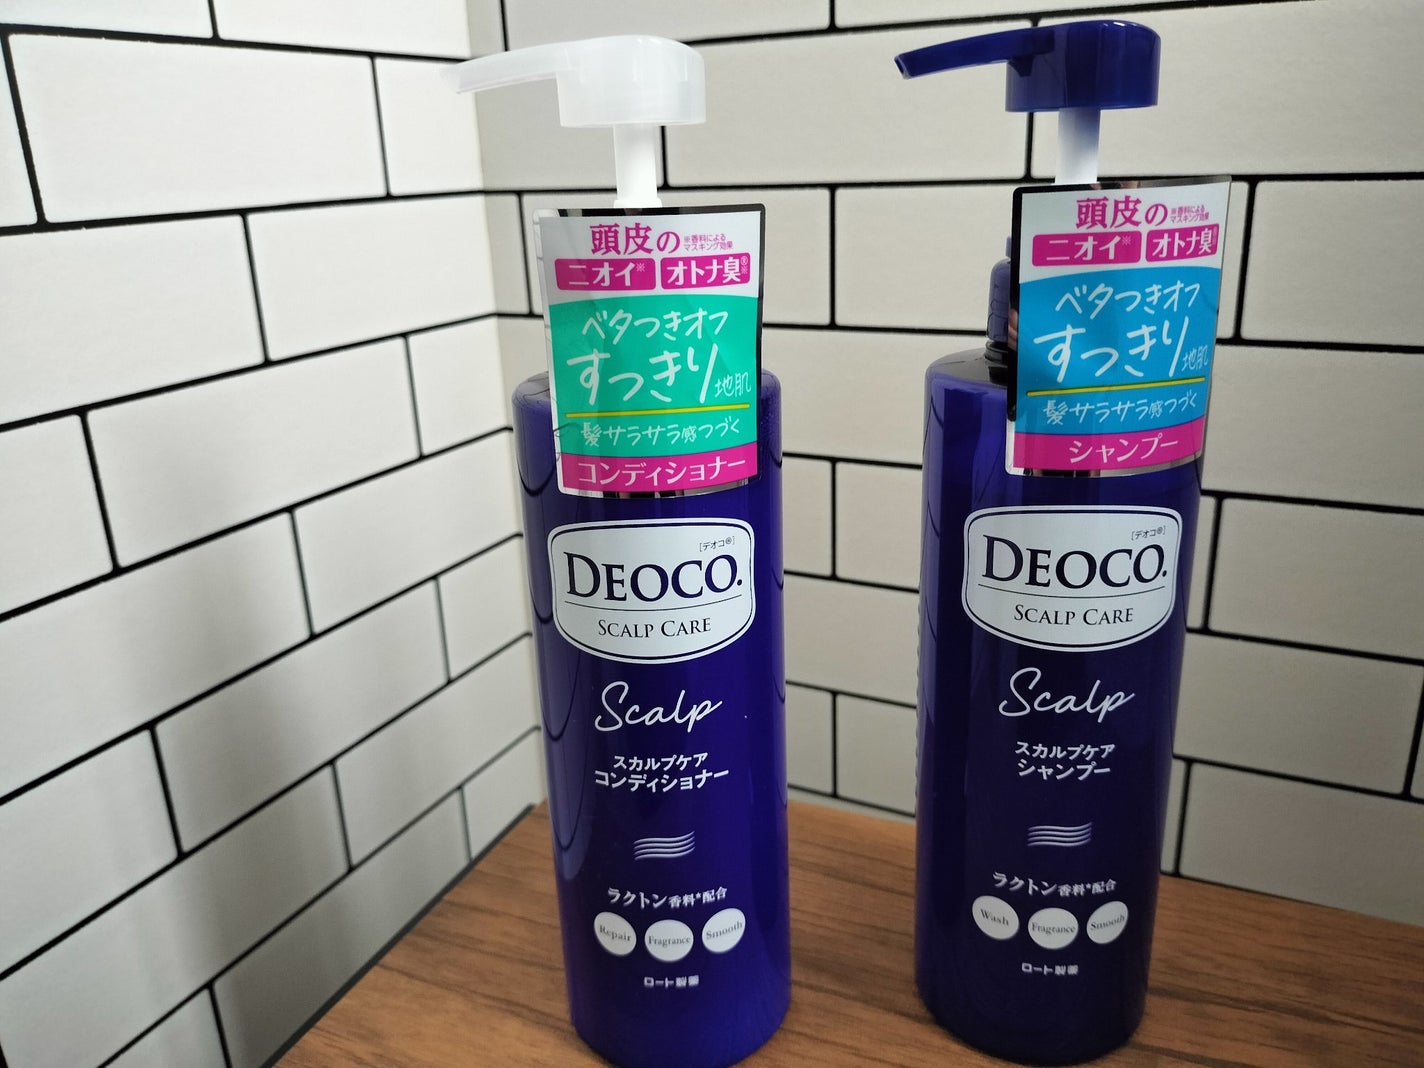 頭皮の
※香料による
マスキング効果
ニオイ※
オトナ臭®※
ベタつきオフ
すっきり地肌
髪サラサラ感つづく
コンディショナー
[デオコ®]
DEOCO.
SCALP CARE
Scalp
スカルプケア
コンディショナー
ラクトン香料*配合
Repair
Fragrance
Smooth
ロート製薬
頭皮の
※香料による
マスキング効果
ニオイ※
オトナ臭®※
ベタつきオフ
すっきり地肌
髪サラサラ感つづく
シャンプー
[デオコ®]
DEOCO.
SCALP CARE
Scalp
スカルプケア
シャンプー
ラクトン香料*配合
Wash
Fragrance
Smooth
ロート製薬